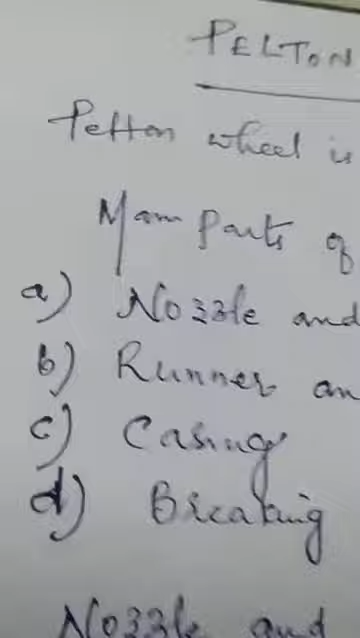 PELTON
Pelton wheel is
Main Parts of
a) Nozzle and
b) Runner an
c) Casing
d) Breaking
Nozzle and